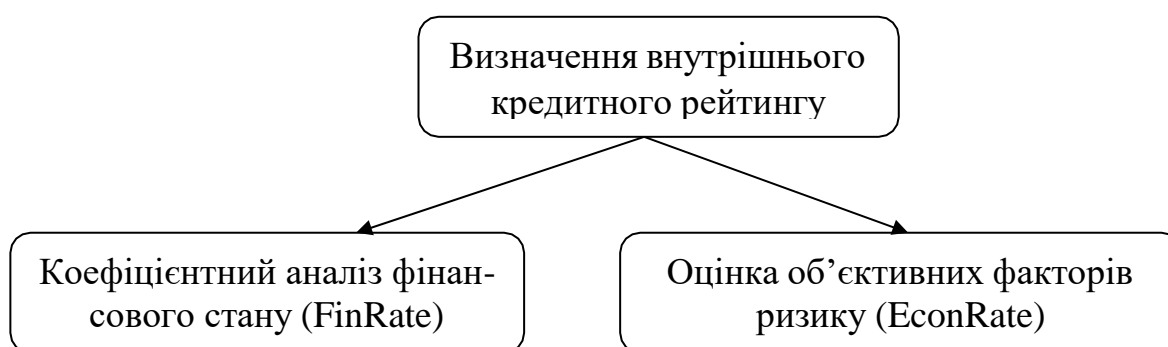 Визначення внутрішнього
кредитного рейтингу
Коефіцієнтний аналіз фінан-
сового стану (FinRate)
Оцінка об’єктивних факторів
ризику (EconRate)